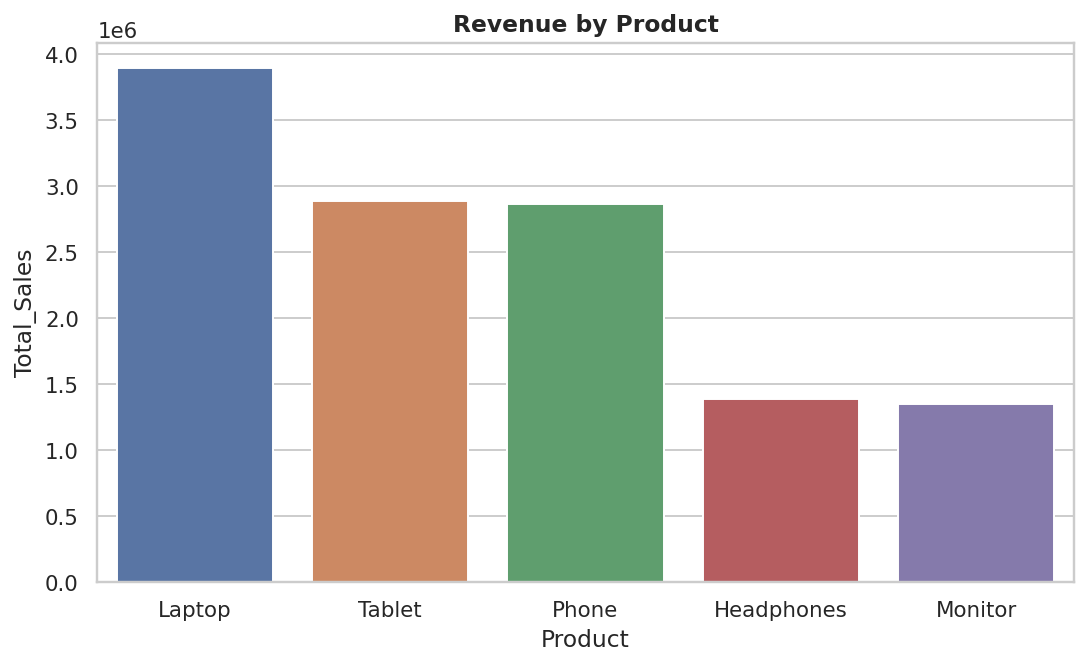 Revenue by Product
1e6
4.0
3.5
3.0
2.5
2.0
1.5
1.0
0.5
0.0
Total_Sales
Laptop Tablet Phone Headphones Monitor
Product